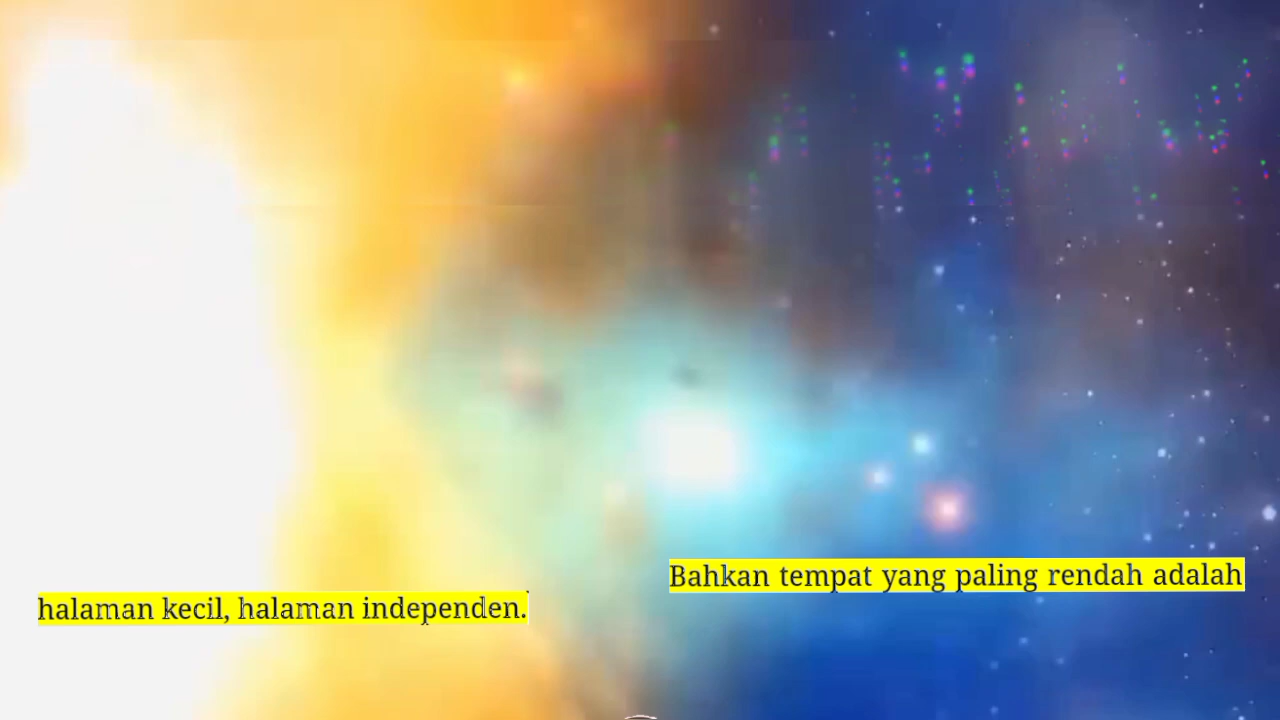 Bahkan tempat yang paling rendah adalah
halaman kecil, halaman independen.